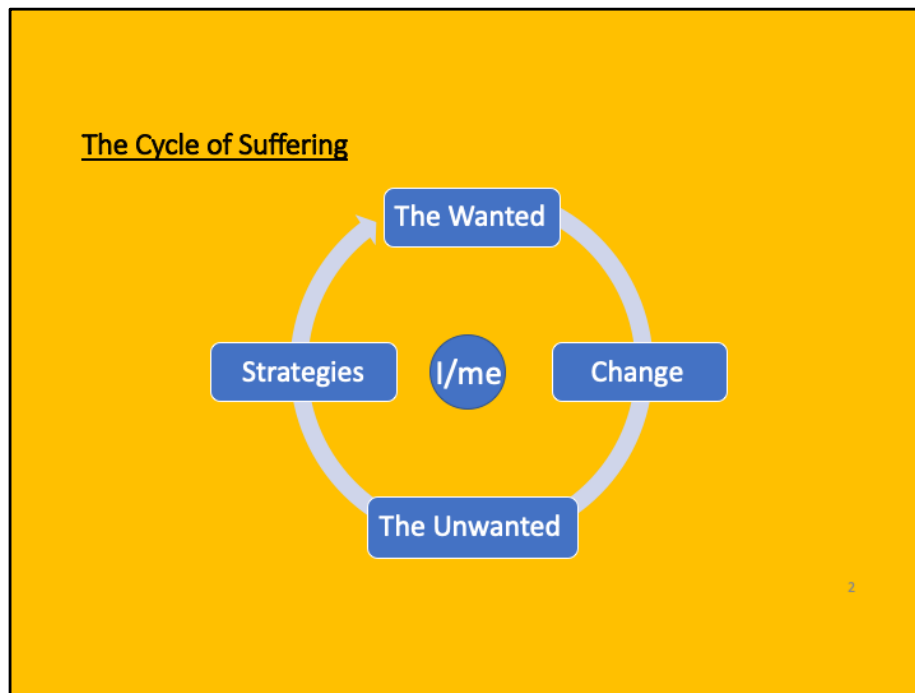 The Cycle of Suffering
The Wanted
Strategies
I/me
Change
The Unwanted
2